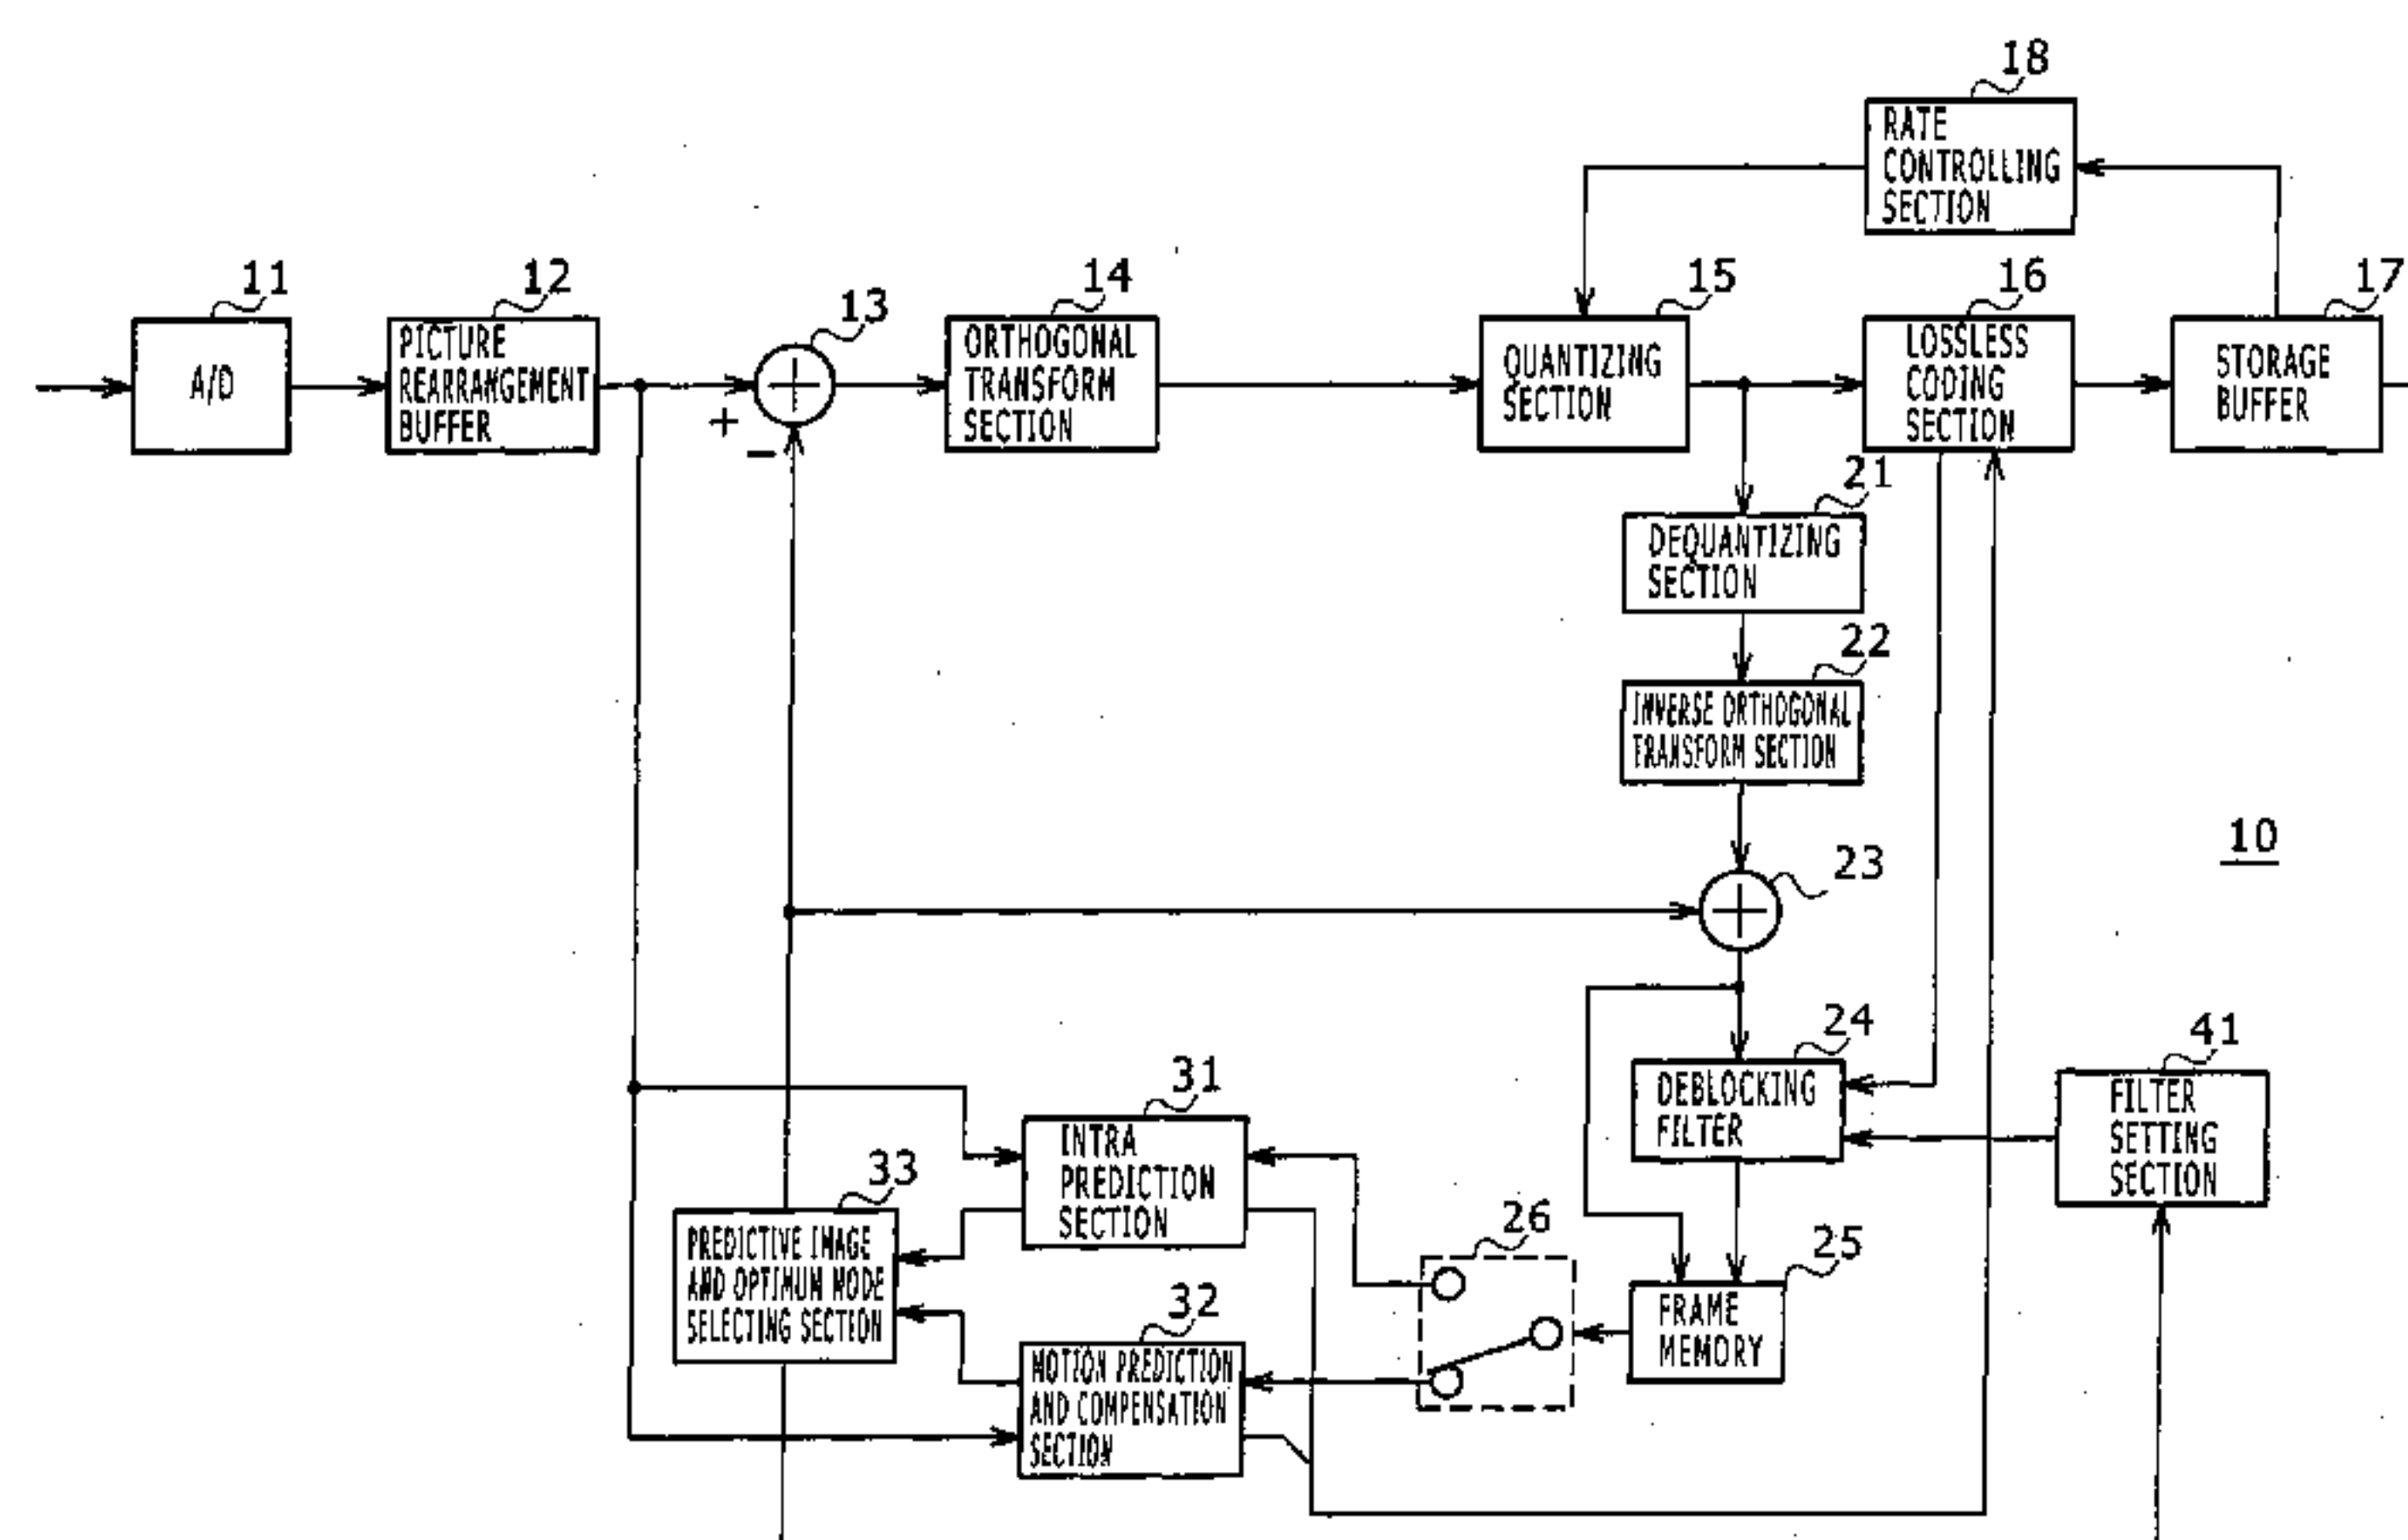 18
RATE
CONTROLLING
SECTION
11
A/D
12
PICTURE
REARRANGEMENT
BUFFER
13
+
−
14
ORTHOGONAL
TRANSFORM
SECTION
15
QUANTIZING
SECTION
16
LOSSLESS
CODING
SECTION
17
STORAGE
BUFFER
21
DEQUANTIZING
SECTION
22
INVERSE ORTHOGONAL
TRANSFORM SECTION
10
23
24
DEBLOCKING
FILTER
41
FILTER
SETTING
SECTION
31
INTRA
PREDICTION
SECTION
33
PREDICTIVE IMAGE
AND OPTIMUM MODE
SELECTING SECTION
26
25
FRAME
MEMORY
32
MOTION PREDICTION
AND COMPENSATION
SECTION